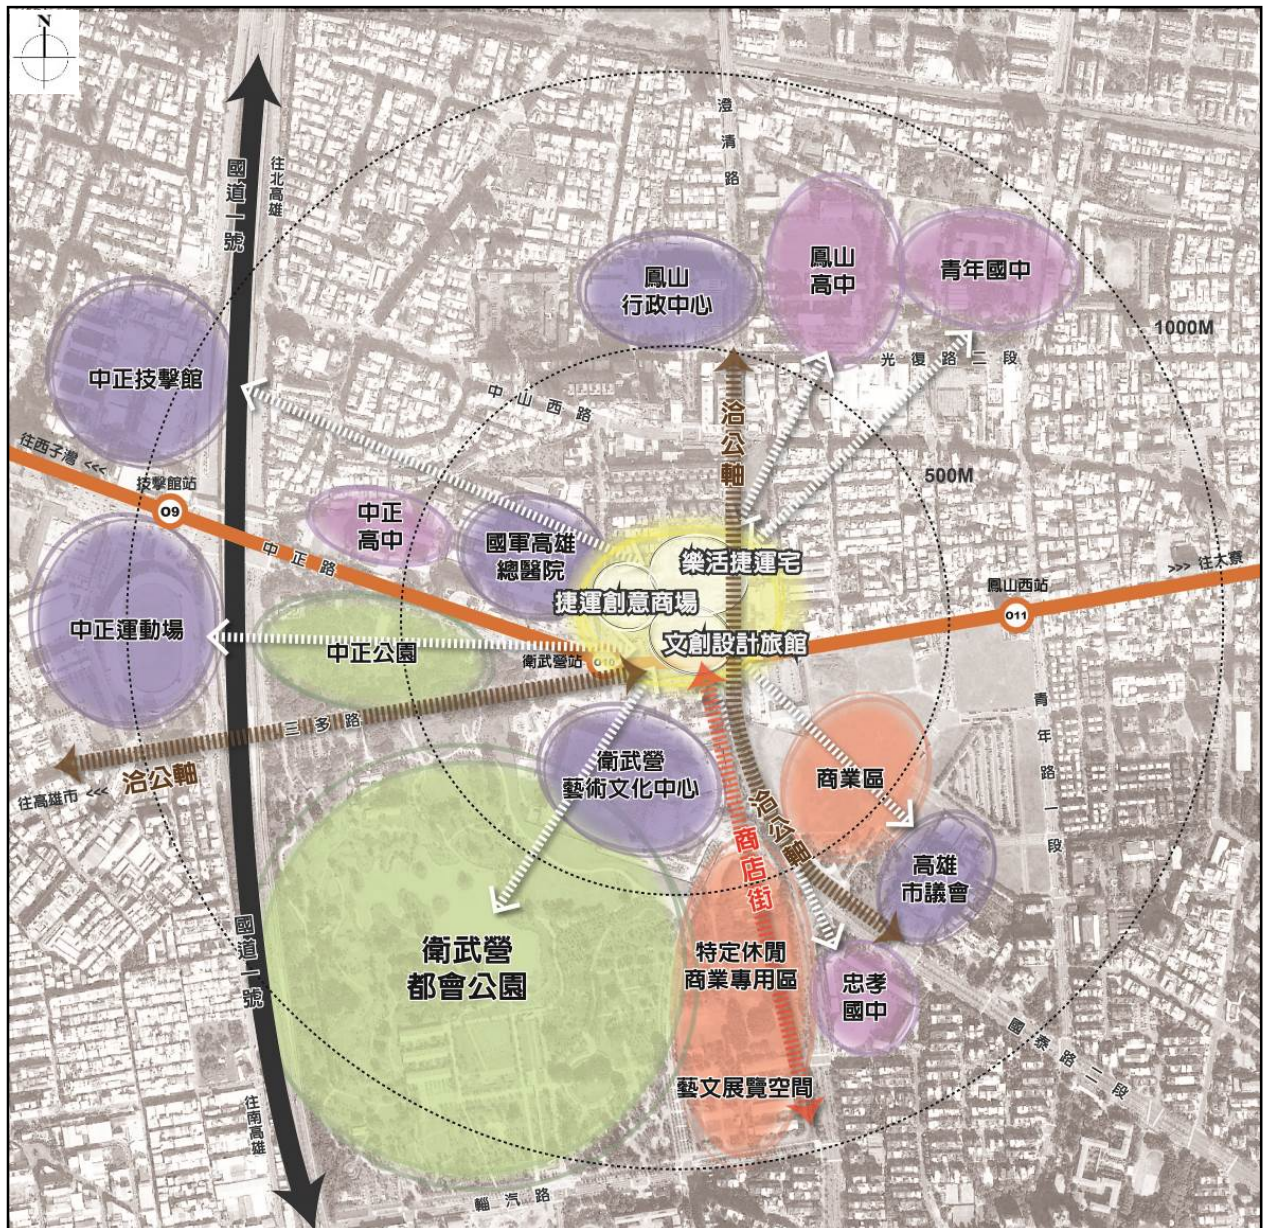 N
澄清路
國道一號
往北高雄
鳳山
高中
青年國中
鳳山
行政中心
1000M
光復路二段
中正技擊館
中山西路
洽公軸
往西子灣 <<<
技擊館站
O9
500M
中正路
中正
高中
國軍高雄
總醫院
樂活捷運宅
捷運創意商場
文創設計旅館
>>> 往大寮
鳳山西站
O11
中正運動場
中正公園
衛武營站
O10
三多路
洽公軸
往高雄市 <<<
衛武營
藝術文化中心
商業區
青年路一段
洽公軸
商店街
高雄
市議會
國道一號
衛武營
都會公園
特定休閒
商業專用區
忠孝
國中
國泰路二段
藝文展覽空間
往南高雄
輜汽路